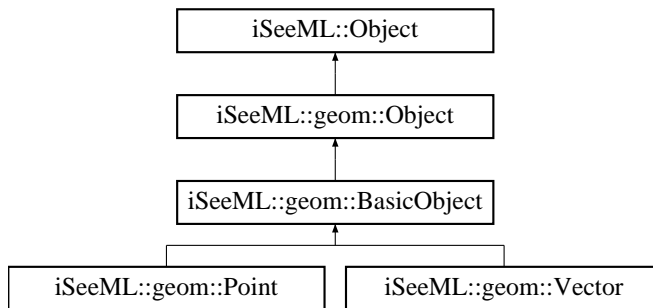 iSeeML::Object
iSeeML::geom::Object
iSeeML::geom::BasicObject
iSeeML::geom::Point
iSeeML::geom::Vector